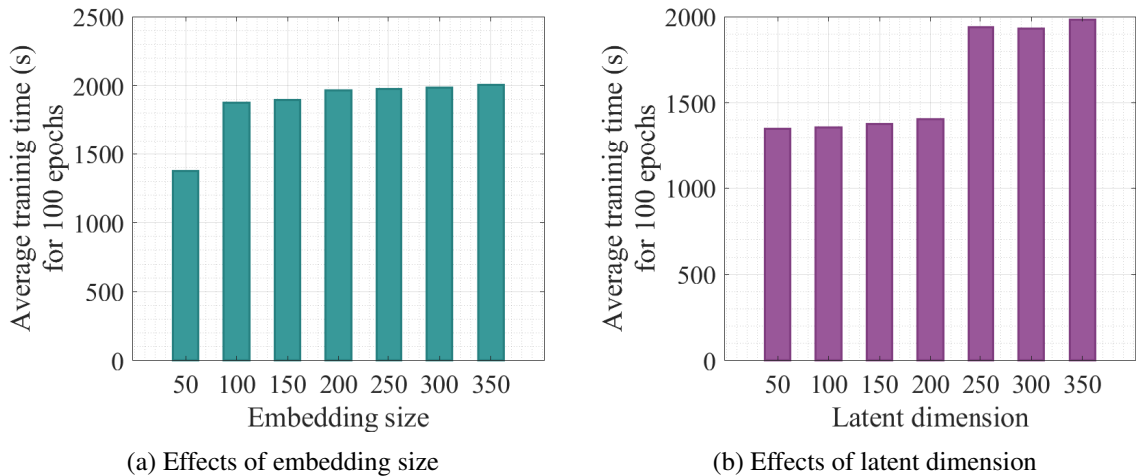 Average traninig time (s)
for 100 epochs
2500
2000
1500
1000
500
0
50 100 150 200 250 300 350
Embedding size
(a) Effects of embedding size
Average traninig time (s)
for 100 epochs
2000
1500
1000
500
0
50 100 150 200 250 300 350
Latent dimension
(b) Effects of latent dimension